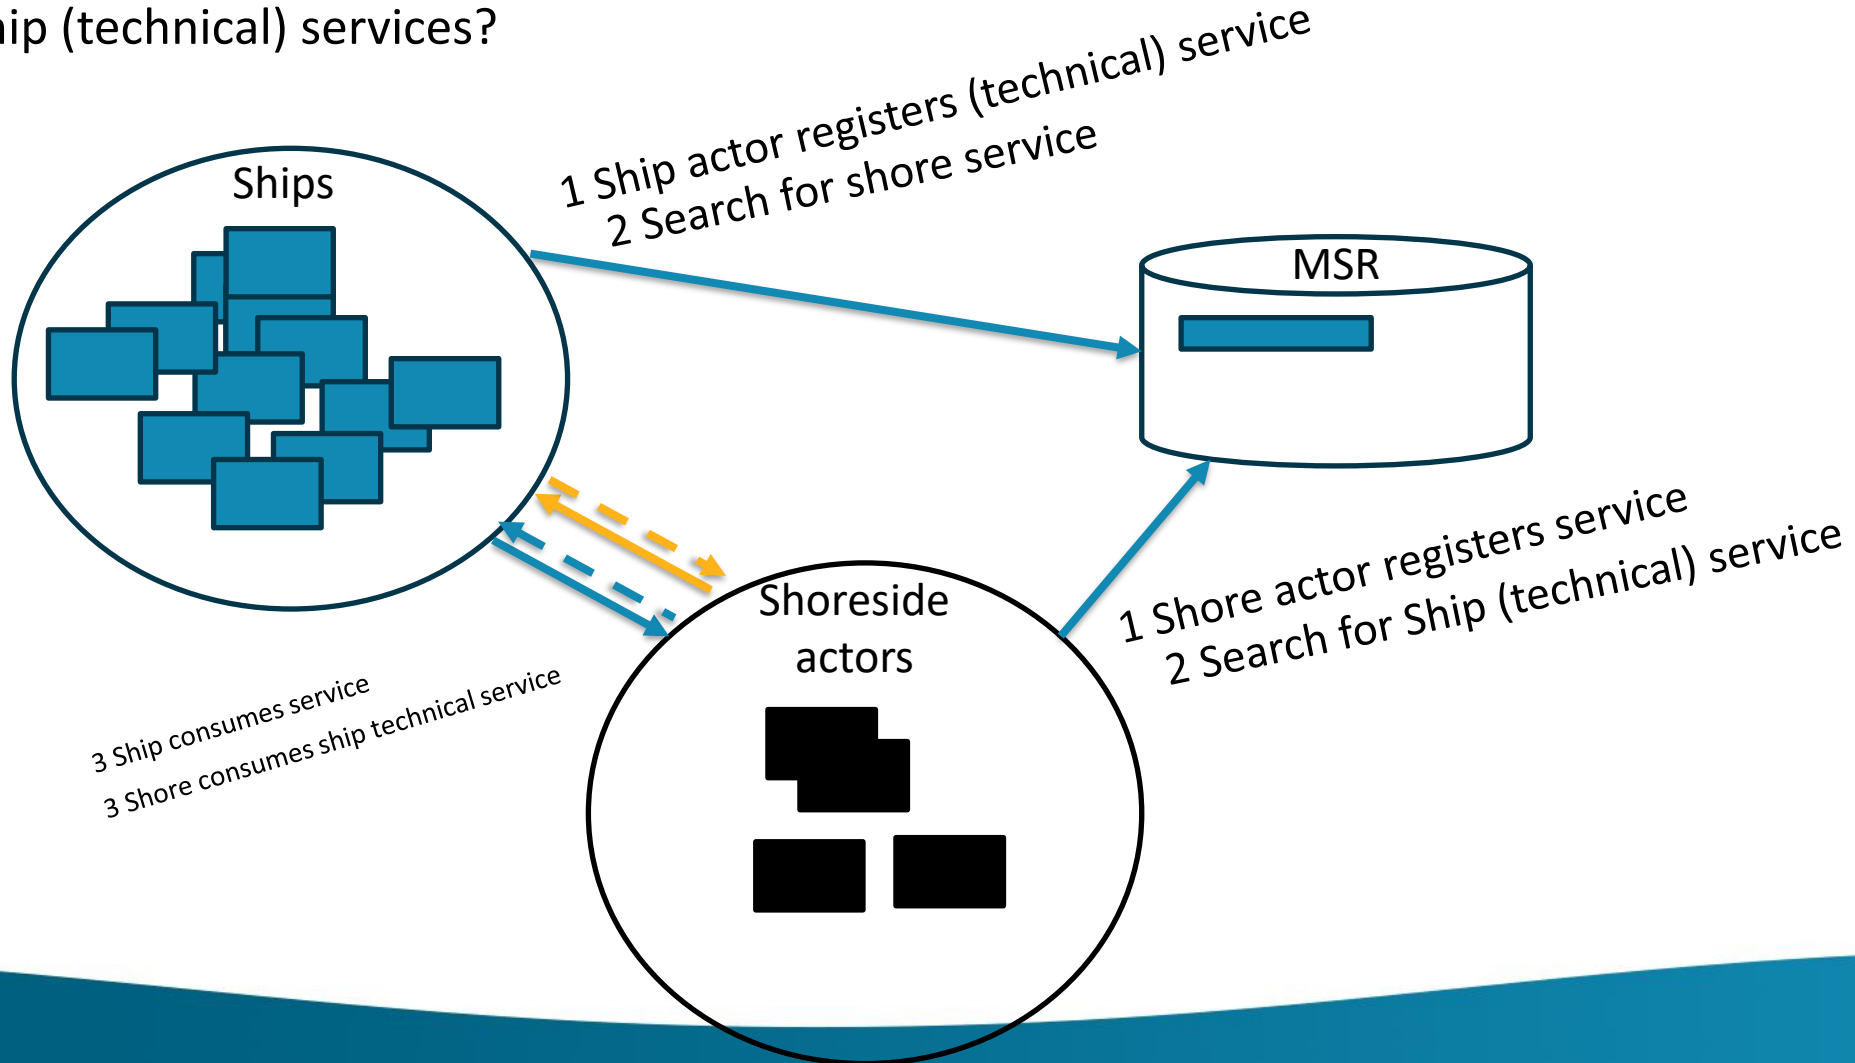 (technical) services?
1 Ship actor registers (technical) service
2 Search for shore service
Ships
MSR
1 Shore actor registers service
2 Search for Ship (technical) service
Shoreside
actors
3 Ship consumes service
3 Shore consumes ship technical service